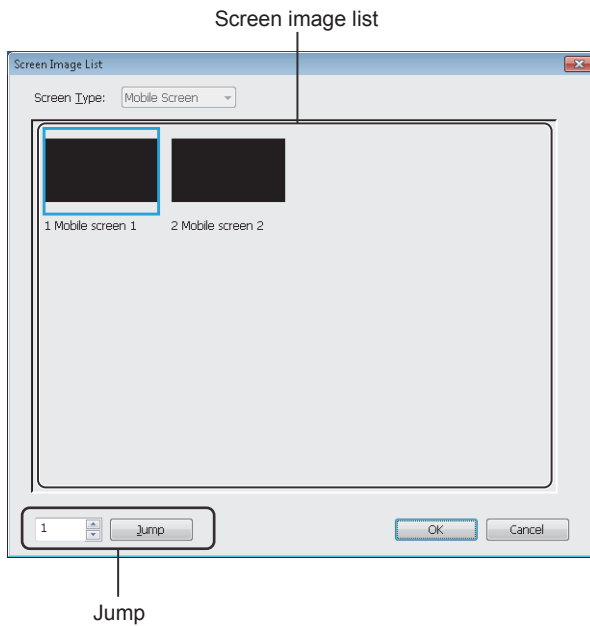 Screen image list
Screen Image List
Screen Type: Mobile Screen
1 Mobile screen 1 2 Mobile screen 2
1 Jump OK Cancel
Jump